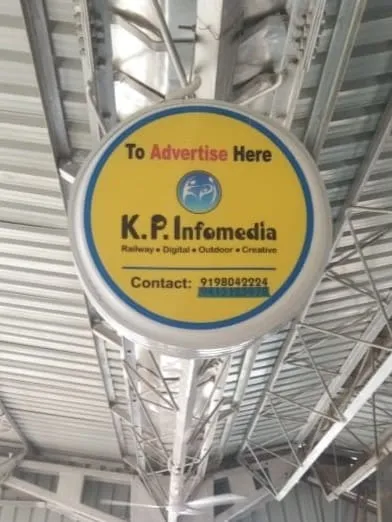 To Advertise Here
K.P. Infomedia
Railway • Digital • Outdoor • Creative
Contact: 9198042224